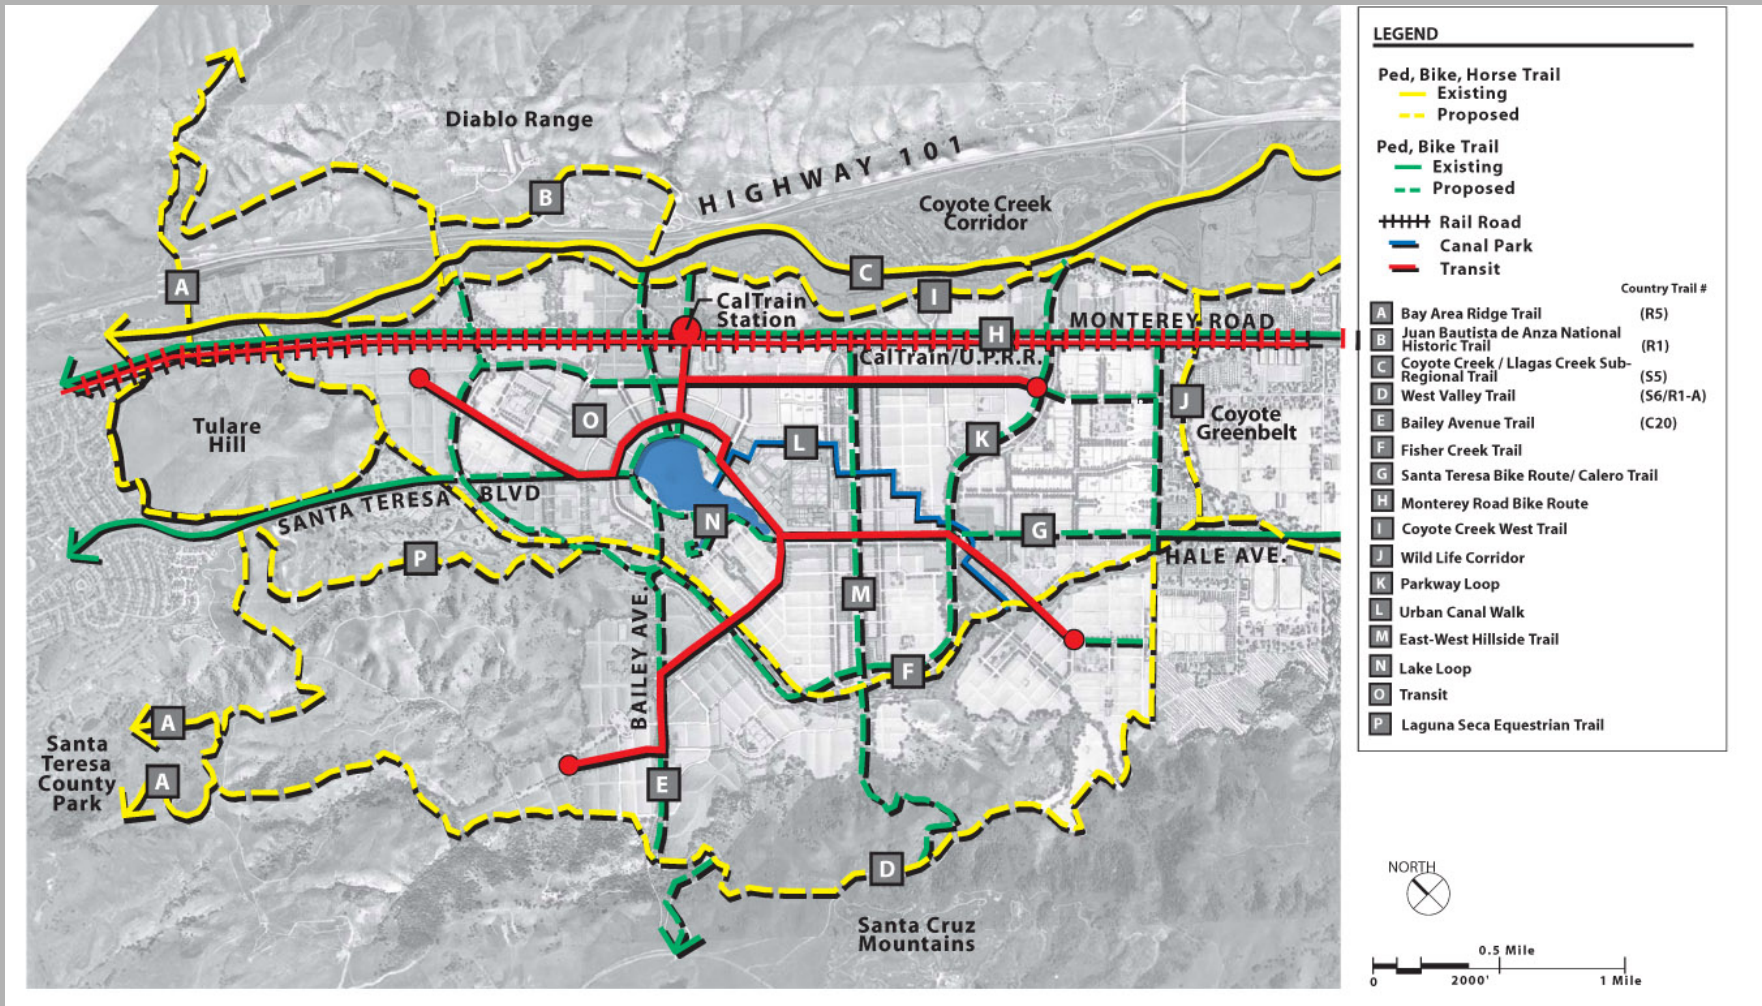 Diablo Range
HIGHWAY 101
Coyote Creek
Corridor
B
A
C
I
CalTrain
Station
H
MONTEREY ROAD
CalTrain/U.P.R.R.
Tulare
Hill
O
L
K
J
Coyote
Greenbelt
SANTA TERESA BLVD
N
G
HALE AVE.
P
M
BAILEY AVE.
F
A
Santa
Teresa
County
Park
A
E
D
Santa Cruz
Mountains
LEGEND
Ped, Bike, Horse Trail
Existing
Proposed
Ped, Bike Trail
Existing
Proposed
Rail Road
Canal Park
Transit
Country Trail #
A Bay Area Ridge Trail (R5)
B Juan Bautista de Anza National
Historic Trail (R1)
C Coyote Creek / Llagas Creek Sub-
Regional Trail (S5)
D West Valley Trail (S6/R1-A)
E Bailey Avenue Trail (C20)
F Fisher Creek Trail
G Santa Teresa Bike Route/ Calero Trail
H Monterey Road Bike Route
I Coyote Creek West Trail
J Wild Life Corridor
K Parkway Loop
L Urban Canal Walk
M East-West Hillside Trail
N Lake Loop
O Transit
P Laguna Seca Equestrian Trail
NORTH
0.5 Mile
0 2000' 1 Mile